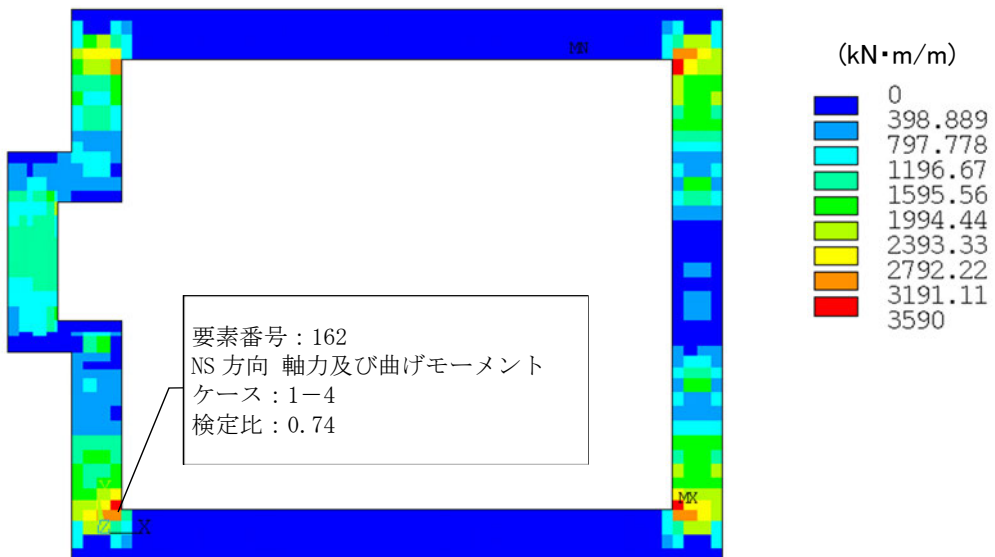 MN
(kN・m/m)
0
398.889
797.778
1196.67
1595.56
1994.44
2393.33
2792.22
3191.11
3590
要素番号：162
NS 方向 軸力及び曲げモーメント
ケース：1－4
検定比：0.74
MX
Y
Z
X